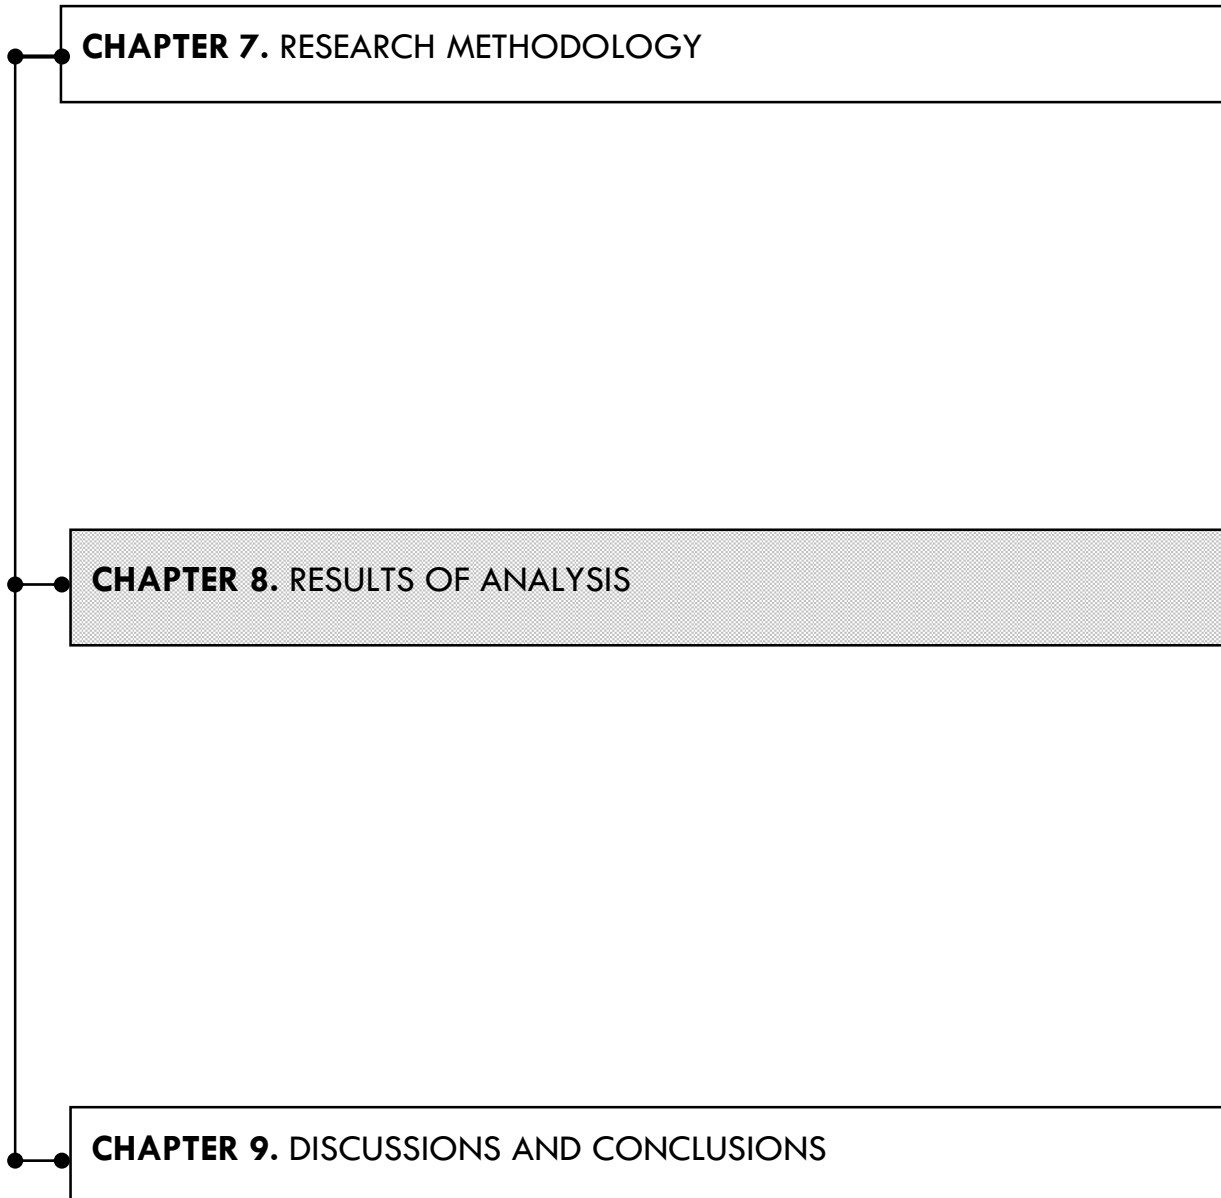 CHAPTER 7. RESEARCH METHODOLOGY
CHAPTER 8. RESULTS OF ANALYSIS
CHAPTER 9. DISCUSSIONS AND CONCLUSIONS